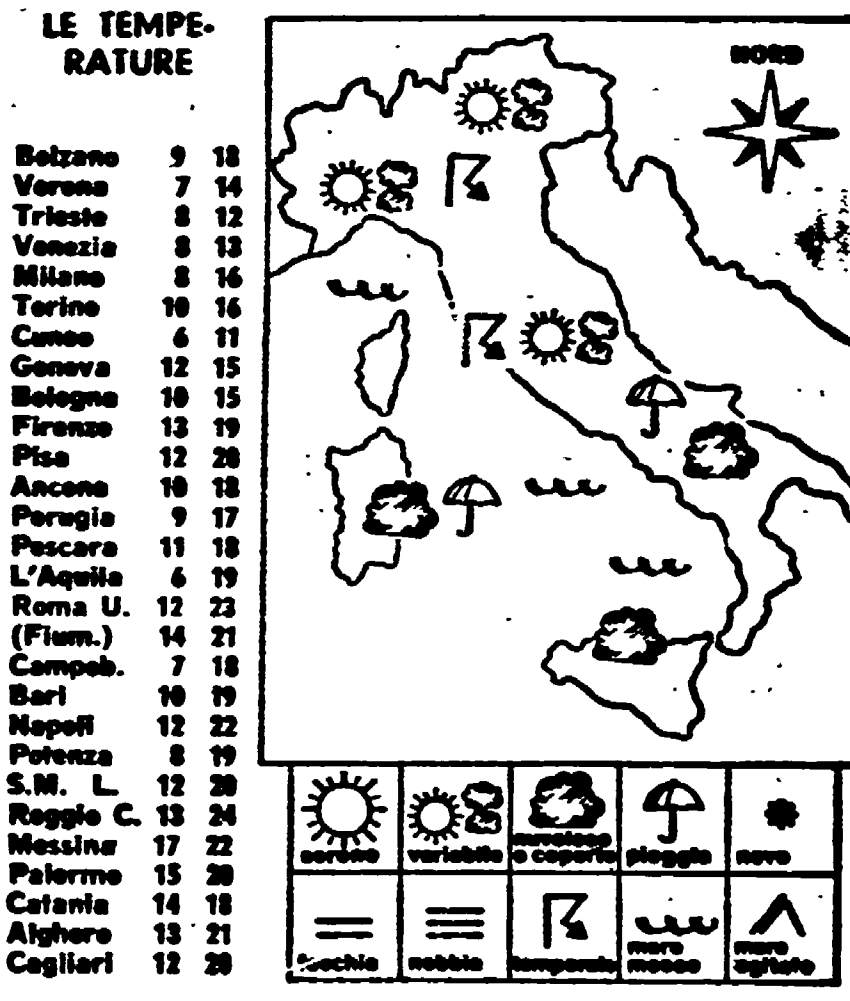 LE TEMPE-
RATURE
Bolzano 9 18
Verona 7 14
Trieste 8 12
Venezia 8 13
Milano 8 16
Torino 10 16
Cuneo 6 11
Genova 12 15
Bologna 10 15
Firenze 13 19
Pisa 12 20
Ancona 10 18
Perugia 9 17
Pescara 11 18
L'Aquila 6 19
Roma U. 12 23
(Fium.) 14 21
Campob. 7 18
Bari 10 19
Napoli 12 22
Potenza 8 19
S.M. L. 12 20
Reggio C. 13 24
Messina 17 22
Palermo 15 20
Catania 14 18
Alghero 13 21
Cagliari 12 20
NORD
sereno
variabile
nuvoloso
o coperto
pioggia
neve
foschia
nebbia
temporale
mare
mosso
mare
agitato